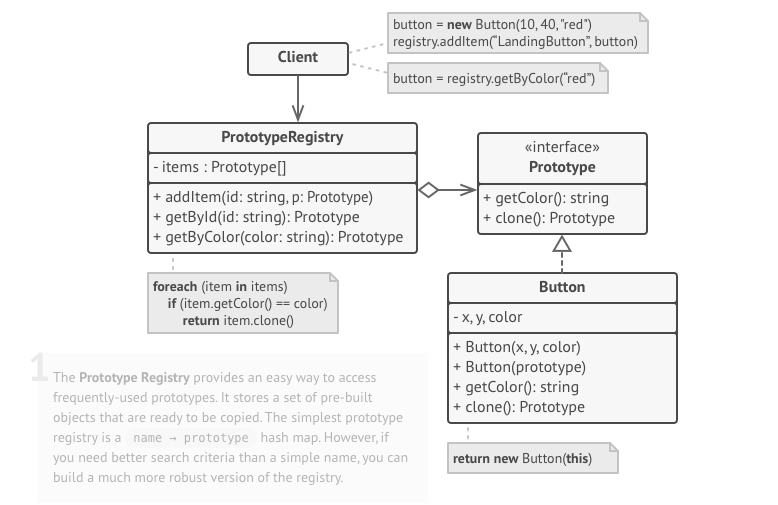 button = new Button(10, 40, "red")
registry.addItem(“LandingButton”, button)
Client
button = registry.getByColor(“red”)
PrototypeRegistry
- items : Prototype[]
+ addItem(id: string, p: Prototype)
+ getById(id: string): Prototype
+ getByColor(color: string): Prototype
«interface»
Prototype
+ getColor(): string
+ clone(): Prototype
foreach (item in items)
if (item.getColor() == color)
return item.clone()
Button
- x, y, color
+ Button(x, y, color)
+ Button(prototype)
+ getColor(): string
+ clone(): Prototype
return new Button(this)
1
The Prototype Registry provides an easy way to access
frequently-used prototypes. It stores a set of pre-built
objects that are ready to be copied. The simplest prototype
registry is a name → prototype hash map. However, if
you need better search criteria than a simple name, you can
build a much more robust version of the registry.